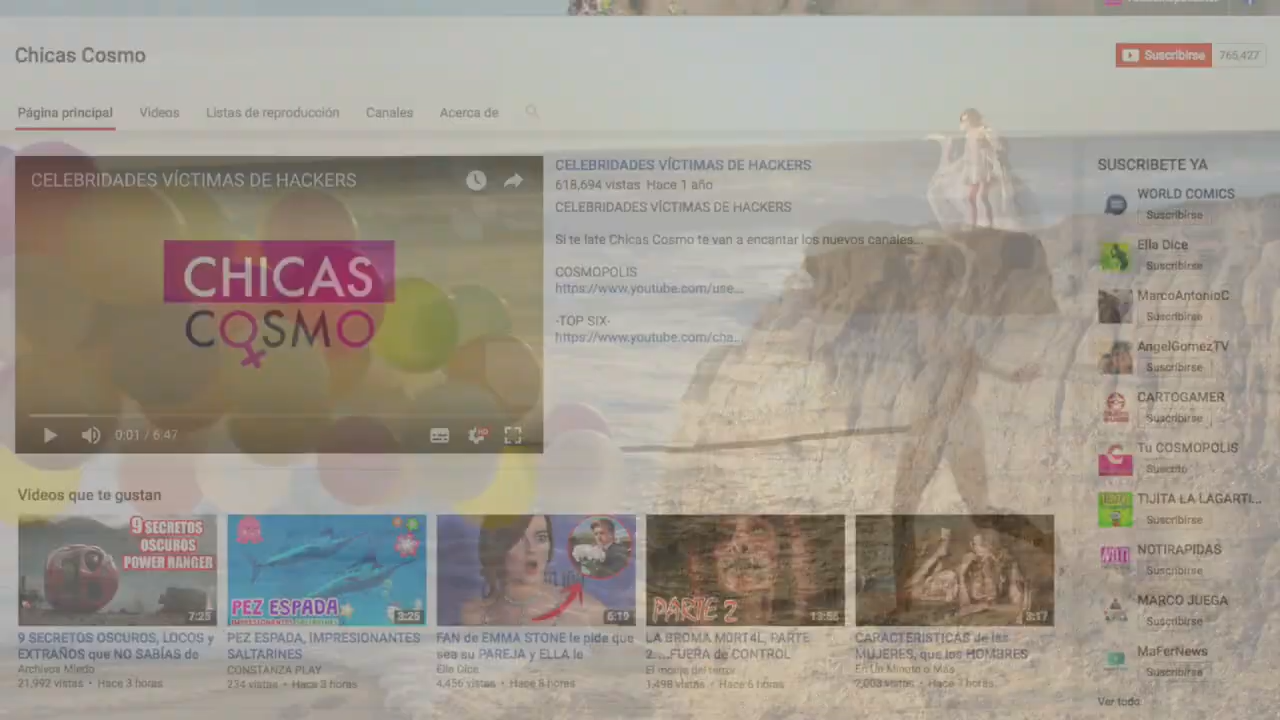 Chicas Cosmo
Suscribirse 765,427
Página principal Videos Listas de reproducción Canales Acerca de
CELEBRIDADES VÍCTIMAS DE HACKERS
CHICAS
COSMO
0:01 / 6:47
HD
CELEBRIDADES VÍCTIMAS DE HACKERS
618,694 vistas Hace 1 año
CELEBRIDADES VÍCTIMAS DE HACKERS
Si te late Chicas Cosmo te van a encantar los nuevos canales...
COSMOPOLIS
https://www.youtube.com/use...
-TOP SIX-
https://www.youtube.com/cha...
SUSCRIBETE YA
WORLD COMICS
Suscribirse
Ella Dice
Suscribirse
MarcoAntonioC
Suscribirse
AngelGomezTV
Suscribirse
CARTOGAMER
Suscribirse
Tu COSMOPOLIS
Suscrito
TIJITA LA LAGARTI...
Suscribirse
NOTIRAPIDAS
Suscribirse
MARCO JUEGA
Suscribirse
MaFerNews
Suscribirse
Ver todo
Vídeos que te gustan
9 SECRETOS
OSCUROS
POWER RANGER
7:25
9 SECRETOS OSCUROS, LOCOS y
EXTRAÑOS que NO SABÍAS de
Archivos Miedo
21,992 vistas • Hace 3 horas
PEZ ESPADA
3:25
PEZ ESPADA, IMPRESIONANTES
SALTARINES
CONSTANZA PLAY
234 vistas • Hace 3 horas
6:19
FAN de EMMA STONE le pide que
sea su PAREJA y ELLA le
Ella Dice
4,456 vistas • Hace 8 horas
PARTE 2
13:56
LA BROMA M0RT4L, PARTE
2....FUERA de CONTROL
El monje del terror
1,498 vistas • Hace 6 horas
3:17
CARACTERISTICAS de las
MUJERES, que los HOMBRES
En Un Minuto o Mas
2,003 vistas • Hace 7 horas